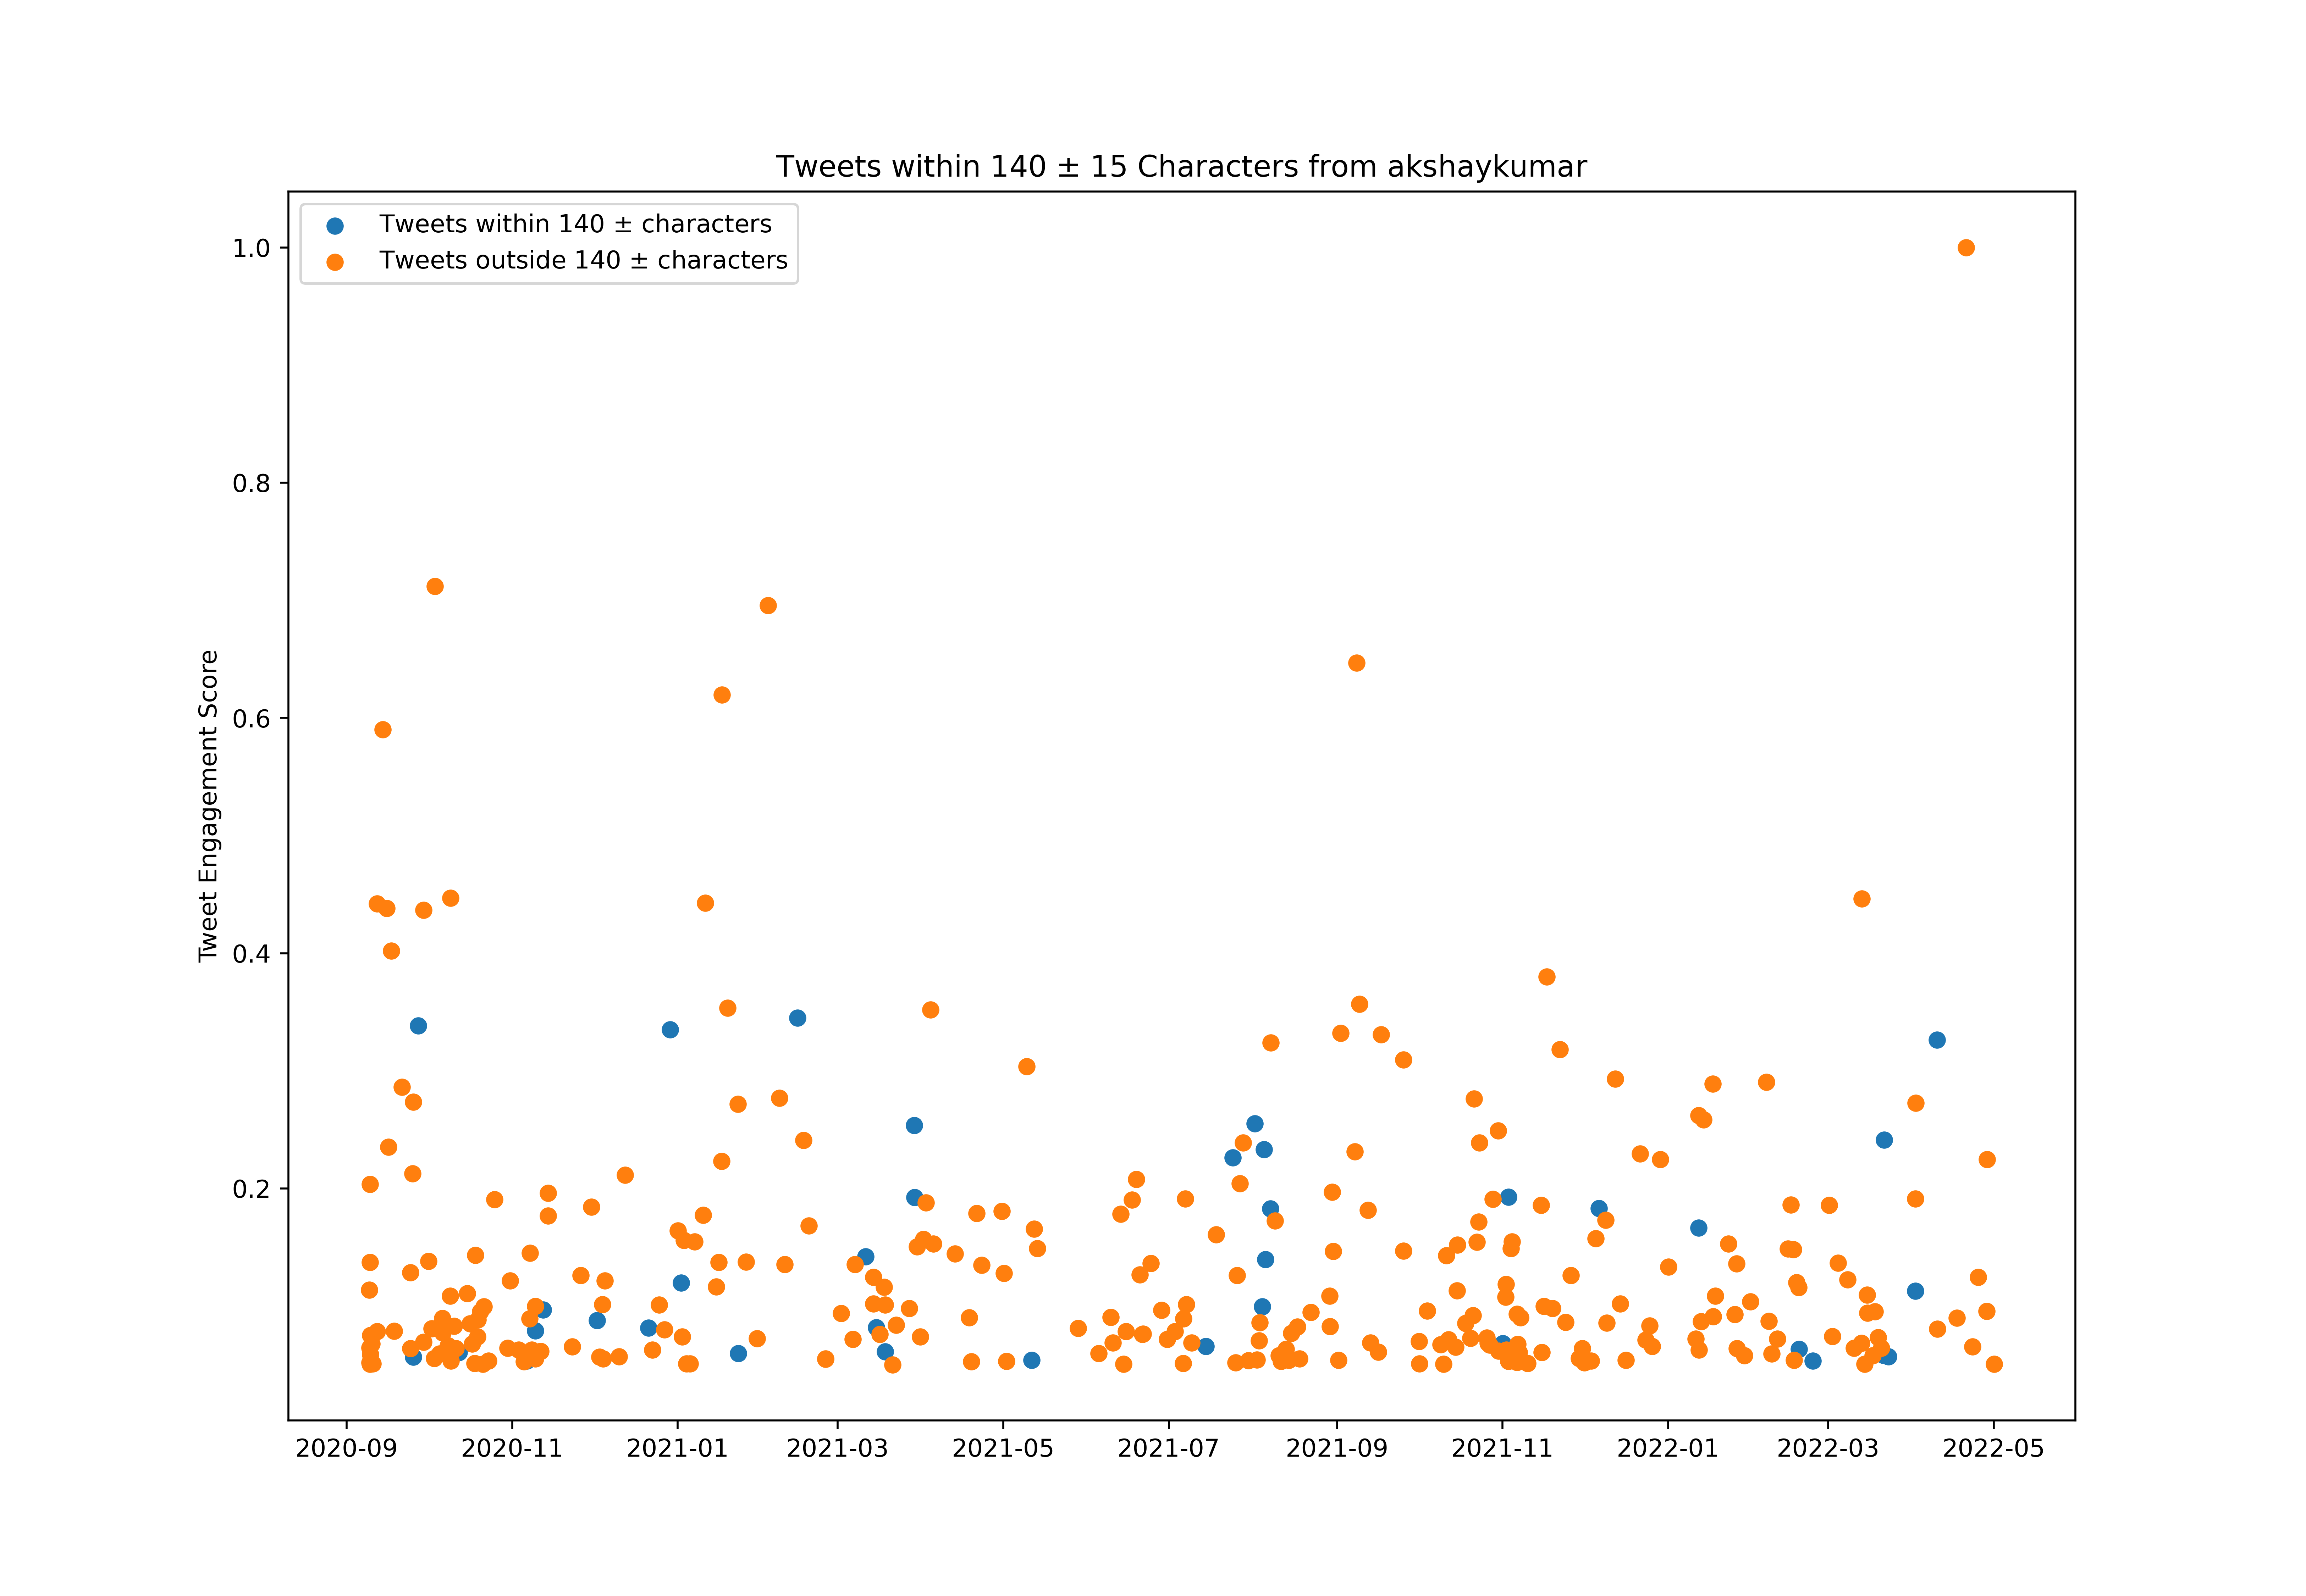 Tweets within 140 ± 15 Characters from akshaykumar
Tweets within 140 ± characters
Tweets outside 140 ± characters
Tweet Engagement Score
1.0
0.8
0.6
0.4
0.2
2020-09 2020-11 2021-01 2021-03 2021-05 2021-07 2021-09 2021-11 2022-01 2022-03 2022-05